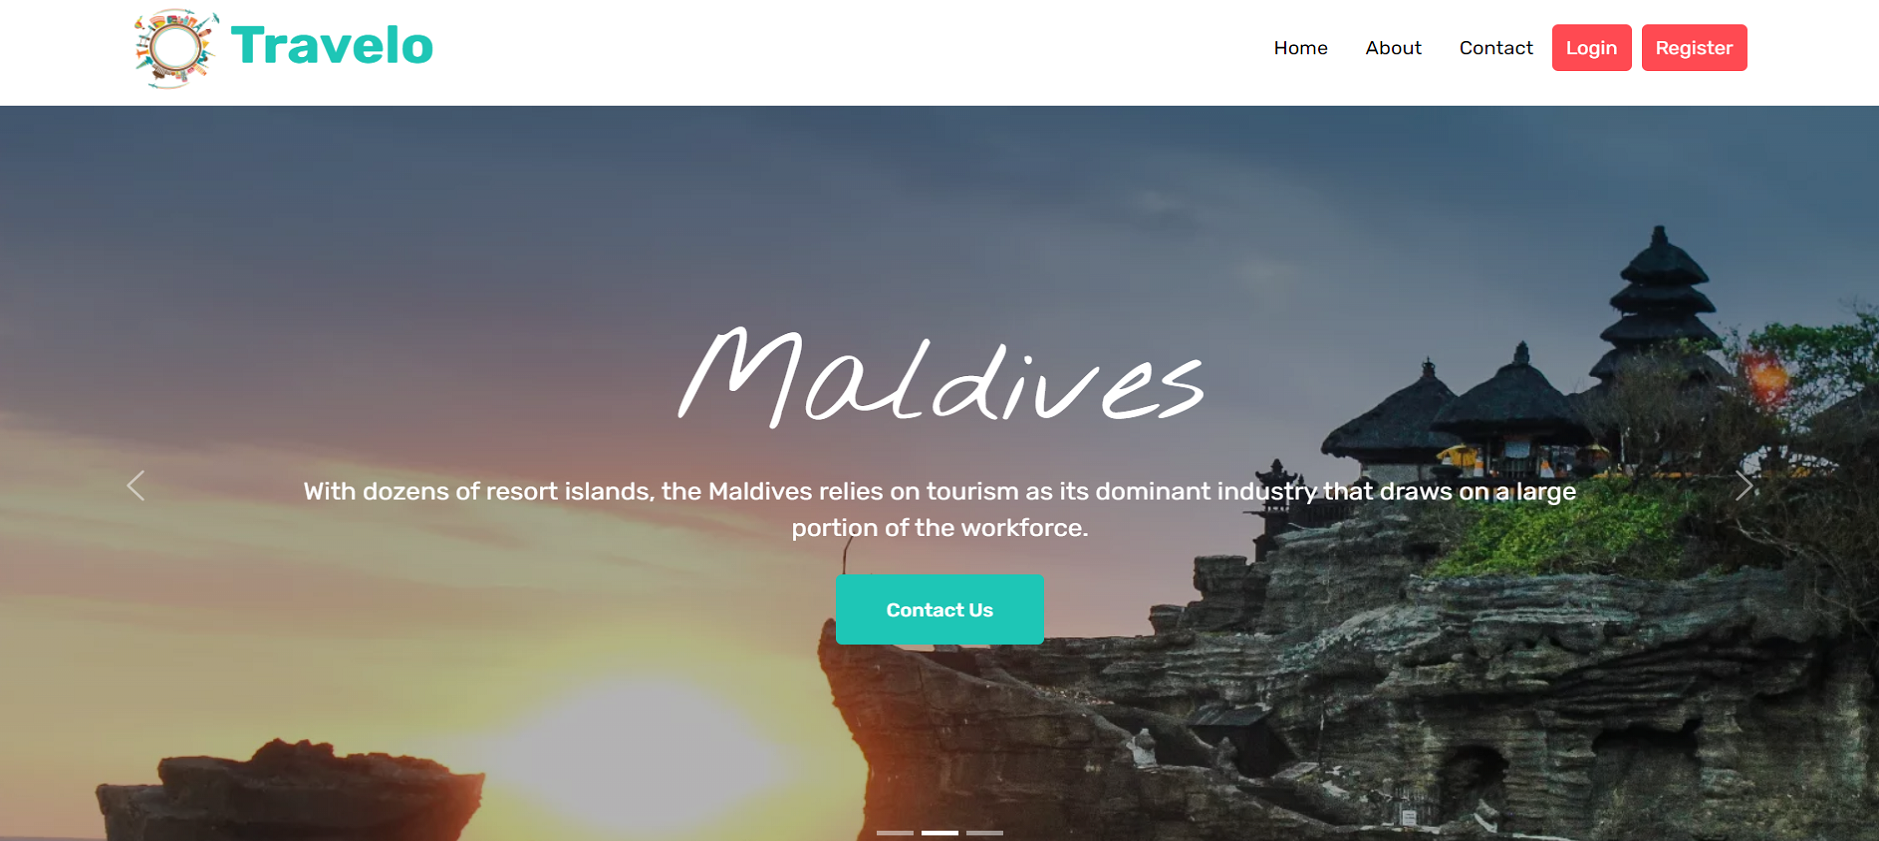 Travelo
Home About Contact Login Register
Maldives
With dozens of resort islands, the Maldives relies on tourism as its dominant industry that draws on a large
portion of the workforce.
Contact Us